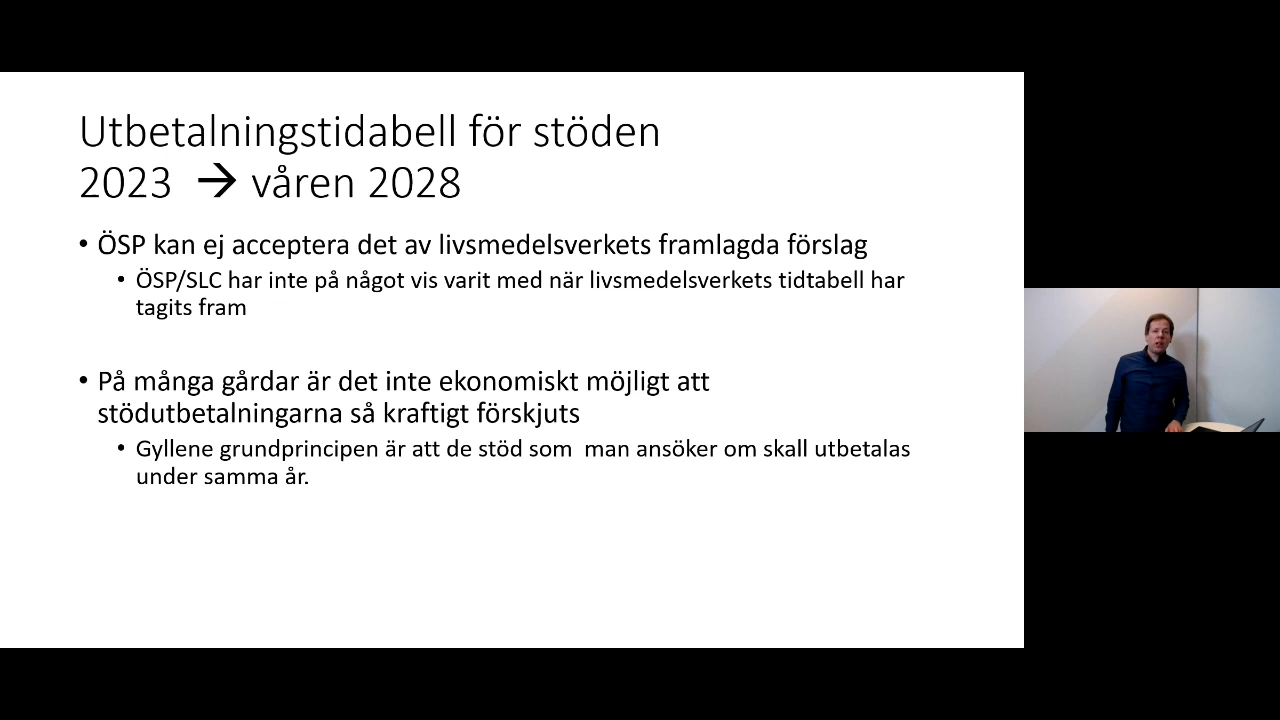 Utbetalningstidabell för stöden
2023 → våren 2028
• ÖSP kan ej acceptera det av livsmedelsverkets framlagda förslag
• ÖSP/SLC har inte på något vis varit med när livsmedelsverkets tidtabell har
tagits fram
• På många gårdar är det inte ekonomiskt möjligt att
stödutbetalningarna så kraftigt förskjuts
• Gyllene grundprincipen är att de stöd som  man ansöker om skall utbetalas
under samma år.